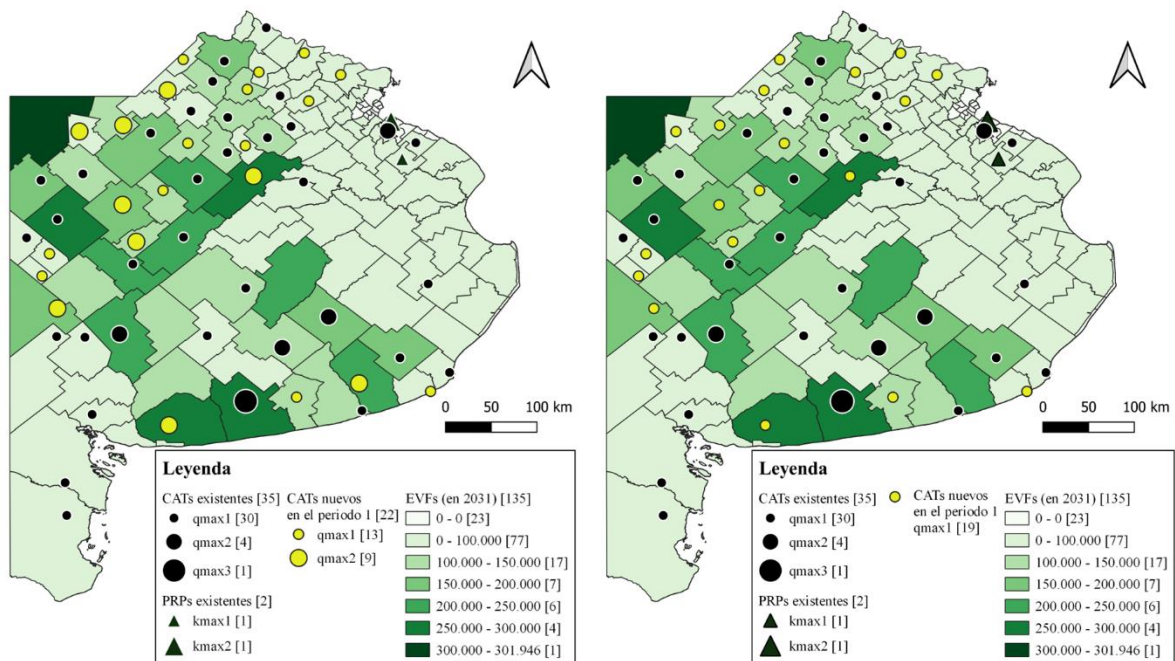 0 50 100 km
Leyenda
CATs existentes [35]
qmax1 [30]
qmax2 [4]
qmax3 [1]
PRPs existentes [2]
kmax1 [1]
kmax2 [1]
CATs nuevos
en el periodo 1 [22]
qmax1 [13]
qmax2 [9]
EVFs (en 2031) [135]
0 - 0 [23]
0 - 100.000 [77]
100.000 - 150.000 [17]
150.000 - 200.000 [7]
200.000 - 250.000 [6]
250.000 - 300.000 [4]
300.000 - 301.946 [1]
0 50 100 km
Leyenda
CATs existentes [35]
qmax1 [30]
qmax2 [4]
qmax3 [1]
PRPs existentes [2]
kmax1 [1]
kmax2 [1]
CATs nuevos
en el periodo 1
qmax1 [19]
EVFs (en 2031) [135]
0 - 0 [23]
0 - 100.000 [77]
100.000 - 150.000 [17]
150.000 - 200.000 [7]
200.000 - 250.000 [6]
250.000 - 300.000 [4]
300.000 - 301.946 [1]